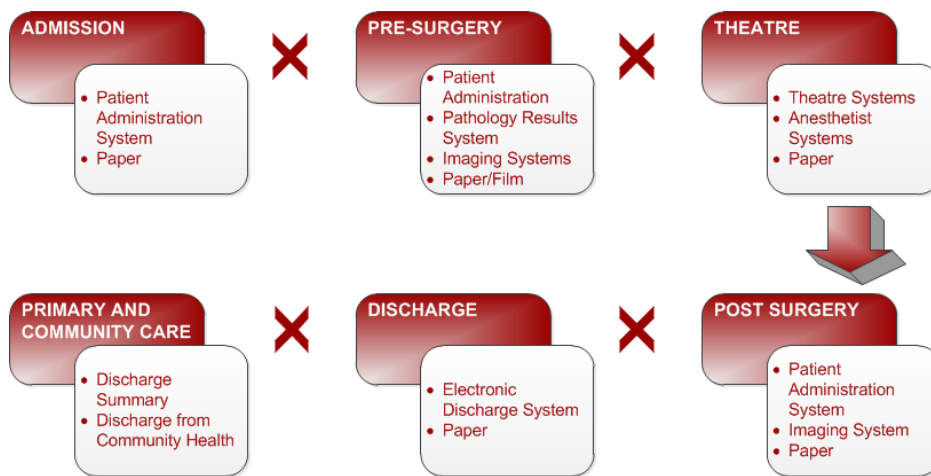 ADMISSION
• Patient
Administration
System
• Paper
PRE-SURGERY
• Patient
Administration
• Pathology Results
System
• Imaging Systems
• Paper/Film
THEATRE
• Theatre Systems
• Anesthetist
Systems
• Paper
PRIMARY AND
COMMUNITY CARE
• Discharge
Summary
• Discharge from
Community Health
DISCHARGE
• Electronic
Discharge System
• Paper
POST SURGERY
• Patient
Administration
System
• Imaging System
• Paper